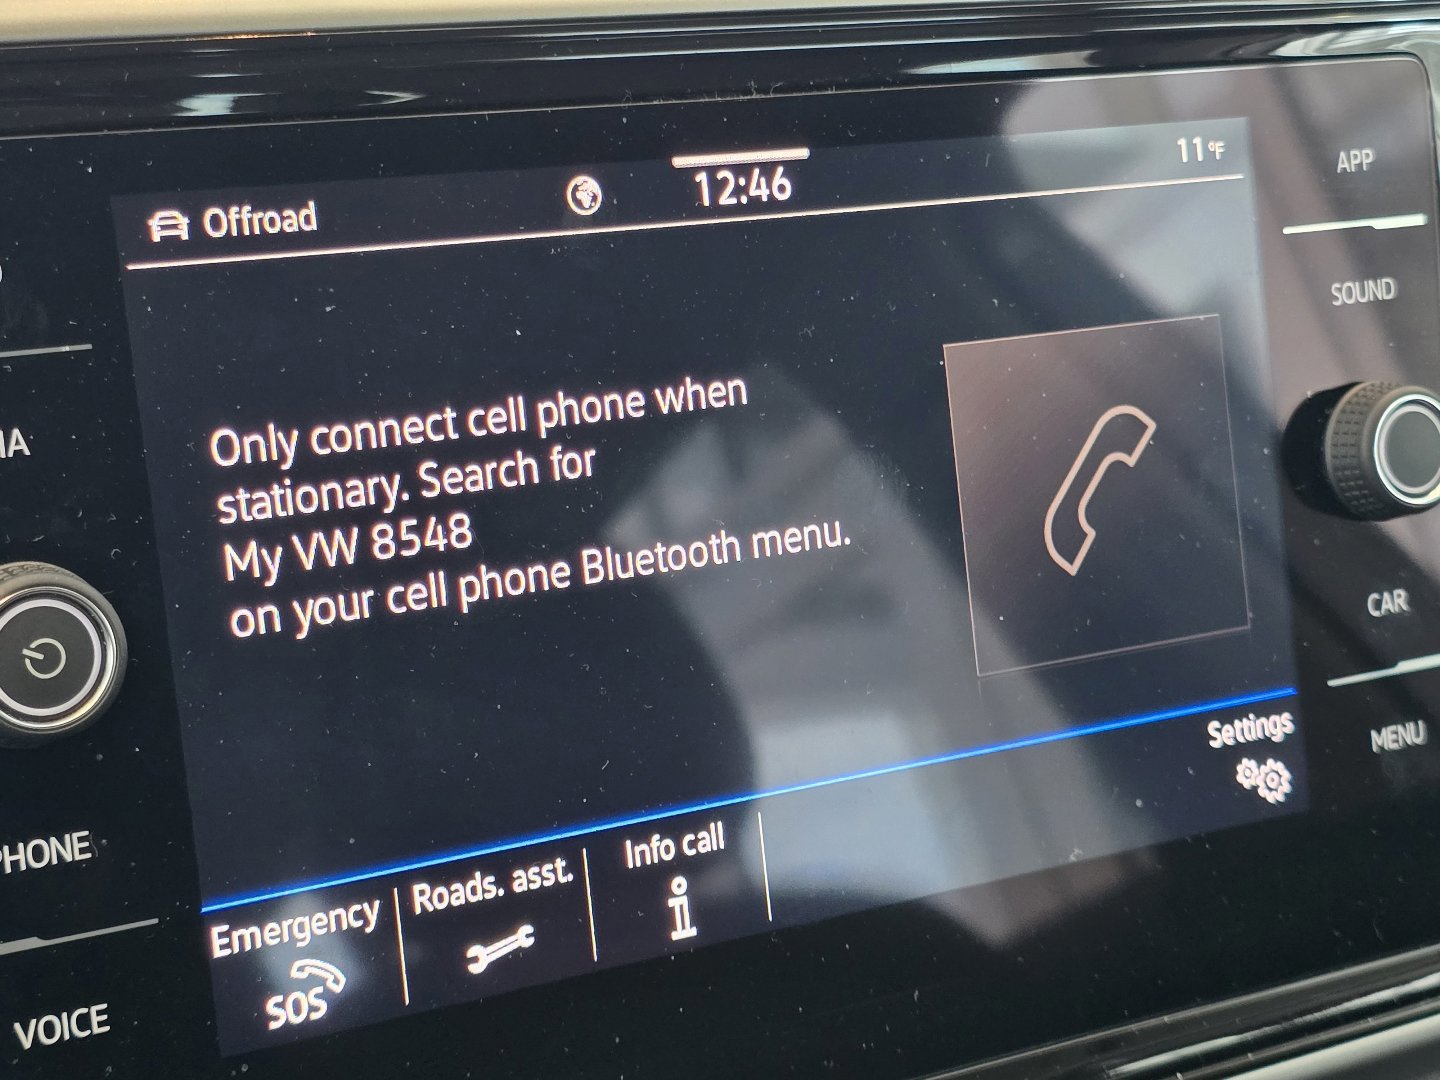 Offroad
12:46
11°F
APP
SOUND
Only connect cell phone when
stationary. Search for
My VW 8548
on your cell phone Bluetooth menu.
CAR
MENU
Settings
PHONE
VOICE
Emergency
SOS
Roads. asst.
Info call